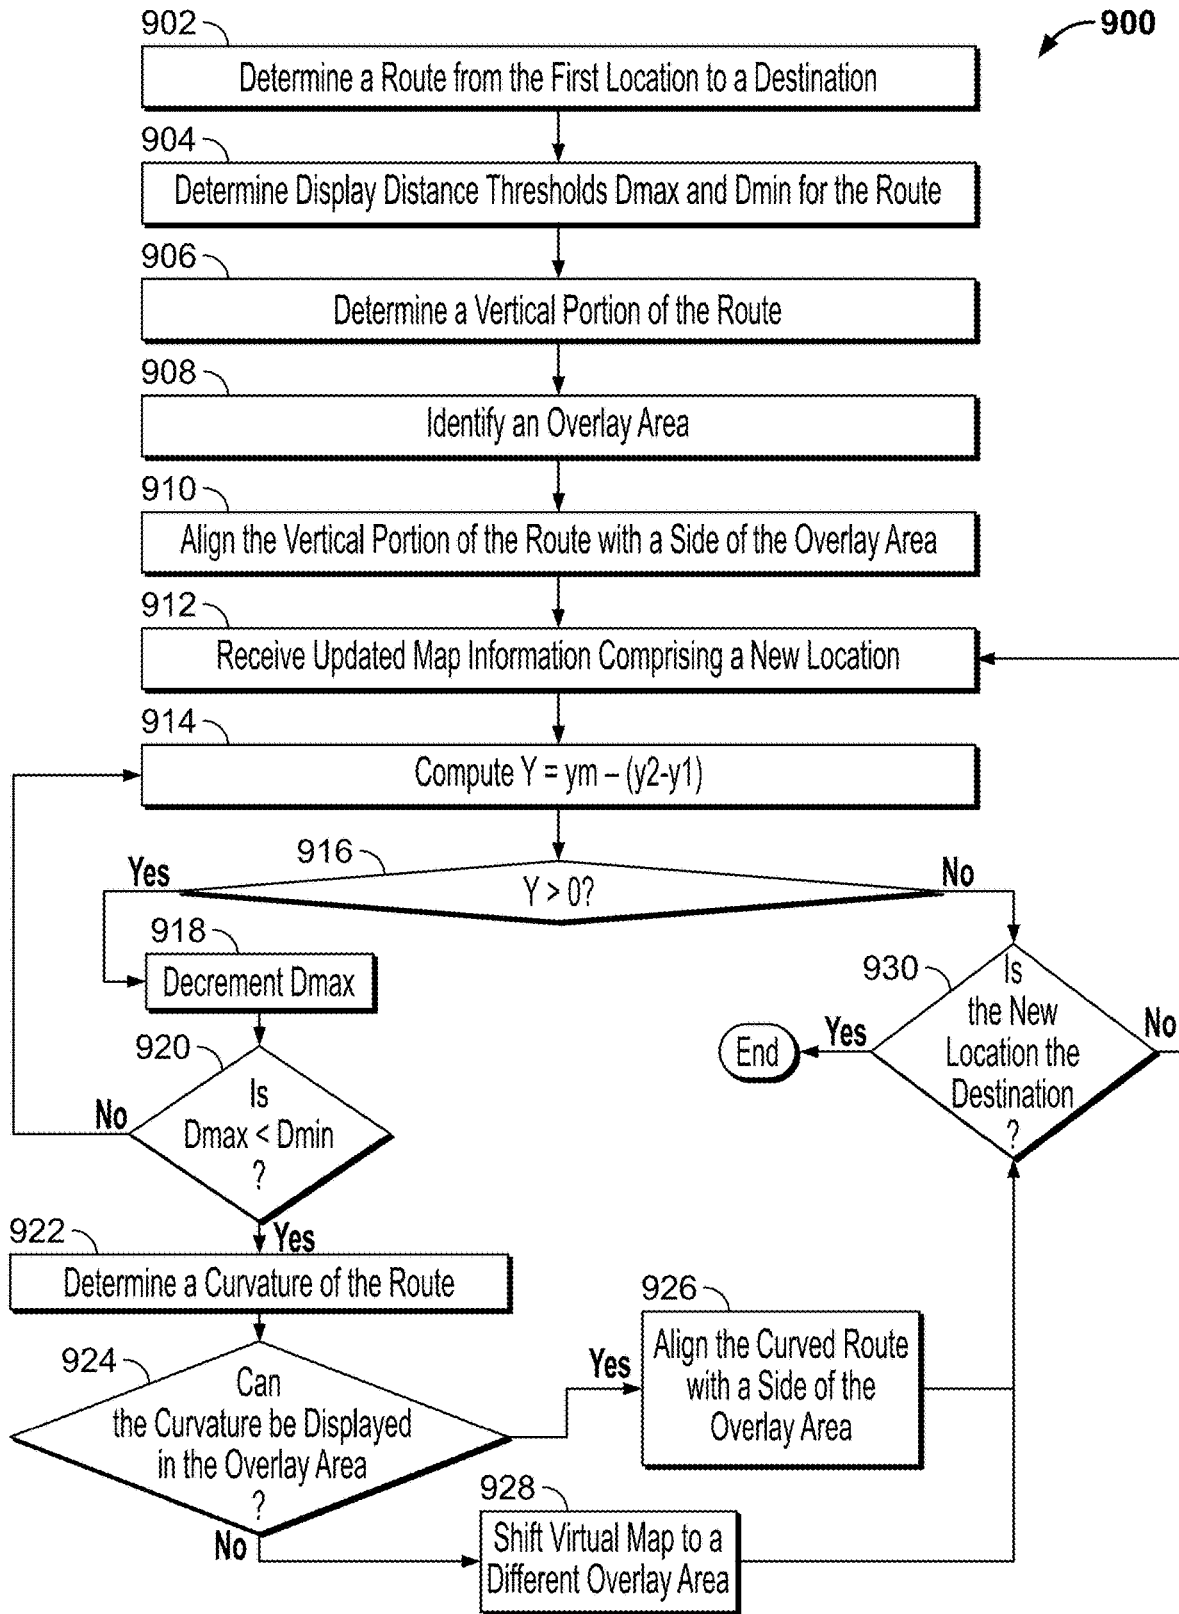 902
900
Determine a Route from the First Location to a Destination
904
Determine Display Distance Thresholds Dmax and Dmin for the Route
906
Determine a Vertical Portion of the Route
908
Identify an Overlay Area
910
Align the Vertical Portion of the Route with a Side of the Overlay Area
912
Receive Updated Map Information Comprising a New Location
914
Compute Y = ym – (y2-y1)
916
Yes
Y > 0?
No
918
Decrement Dmax
920
Is
Dmax < Dmin
?
No
Yes
930
Is
the New
Location the
Destination
?
Yes
No
End
922
Determine a Curvature of the Route
924
Can
the Curvature be Displayed
in the Overlay Area
?
Yes
No
926
Align the Curved Route
with a Side of the
Overlay Area
928
Shift Virtual Map to a
Different Overlay Area